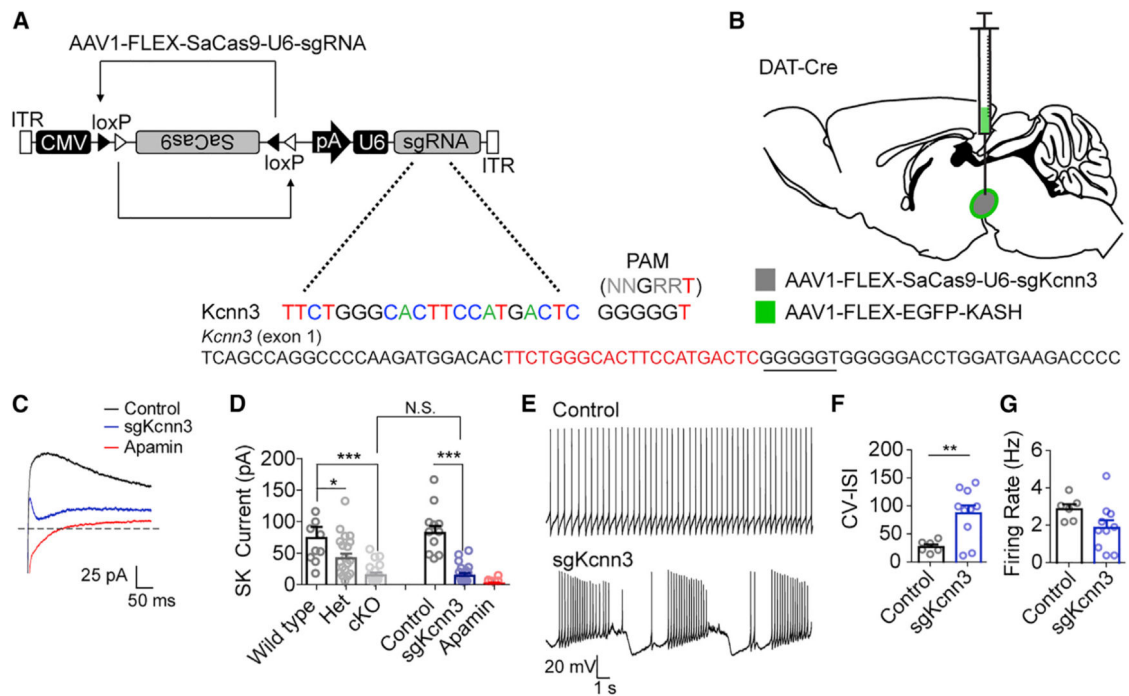 A
AAV1-FLEX-SaCas9-U6-sgRNA
ITR
loxP
CMV
SaCas9
loxP
pA
U6
sgRNA
ITR
PAM
(NNGRRT)
Kcnn3 TTCTGGGCACTTCCATGACTC GGGGGT
Kcnn3 (exon 1)
TCAGCCAGGCCCCAAGATGGACACTTCTGGGCACTTCCATGACTCGGGGGTGGGGGACCTGGATGAAGACCCC
B
DAT-Cre
AAV1-FLEX-SaCas9-U6-sgKcnn3
AAV1-FLEX-EGFP-KASH
C
Control
sgKcnn3
Apamin
25 pA
50 ms
D
N.S.
***
***
*
SK Current (pA)
200
150
100
50
0
Wild type
Het
cKO
Control
sgKcnn3
Apamin
E
Control
sgKcnn3
20 mV
1 s
F
**
CV-ISI
200
150
100
50
0
Control
sgKcnn3
G
Firing Rate (Hz)
6
4
2
0
Control
sgKcnn3